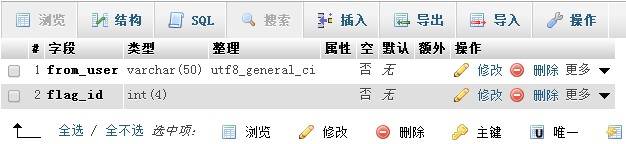 浏览 结构 SQL 搜索 插入 导出 导入 操作
# 字段 类型 整理 属性 空 默认 额外 操作
1 from_user varchar(50) utf8_general_ci 否 无 修改 删除 更多
2 flag_id int(4) 否 无 修改 删除 更多
全选 / 全不选 选中项: 浏览 修改 删除 主键 U 唯一